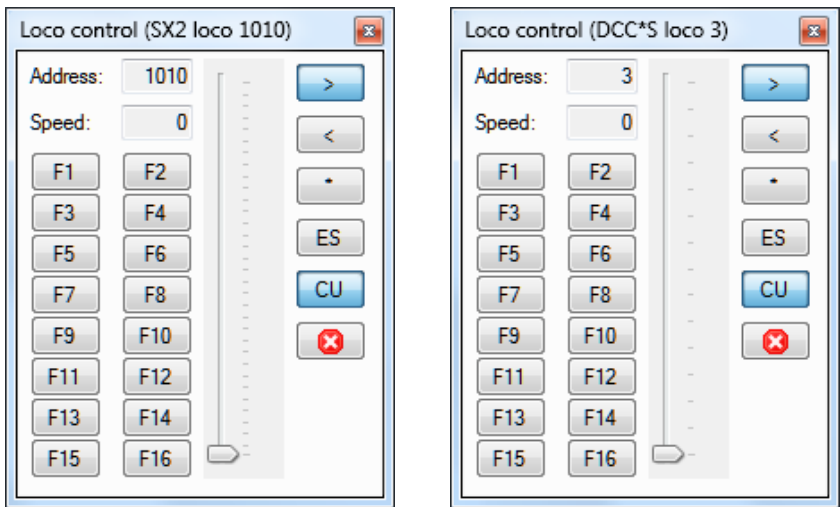 Loco control (SX2 loco 1010)
Address: 1010
Speed: 0
F1 F2
F3 F4
F5 F6
F7 F8
F9 F10
F11 F12
F13 F14
F15 F16
>
<
*
ES
CU
Loco control (DCC*S loco 3)
Address: 3
Speed: 0
F1 F2
F3 F4
F5 F6
F7 F8
F9 F10
F11 F12
F13 F14
F15 F16
>
<
*
ES
CU